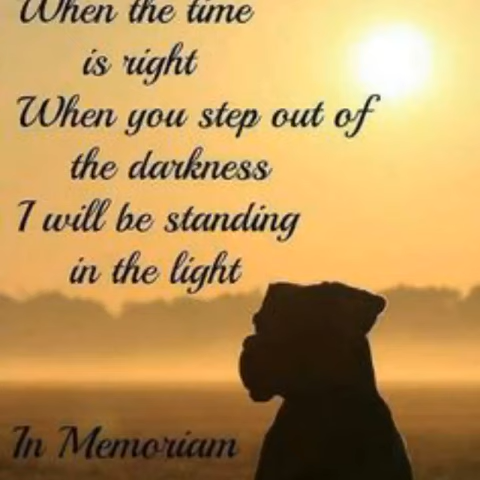 When the time
is right
When you step out of
the darkness
I will be standing
in the light
In Memoriam